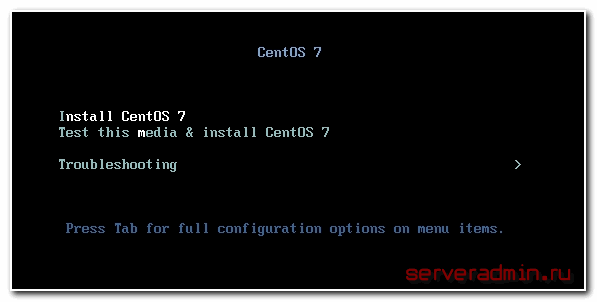 CentOS 7
Install CentOS 7
Test this media & install CentOS 7
Troubleshooting >
Press Tab for full configuration options on menu items.
serveradmin.ru